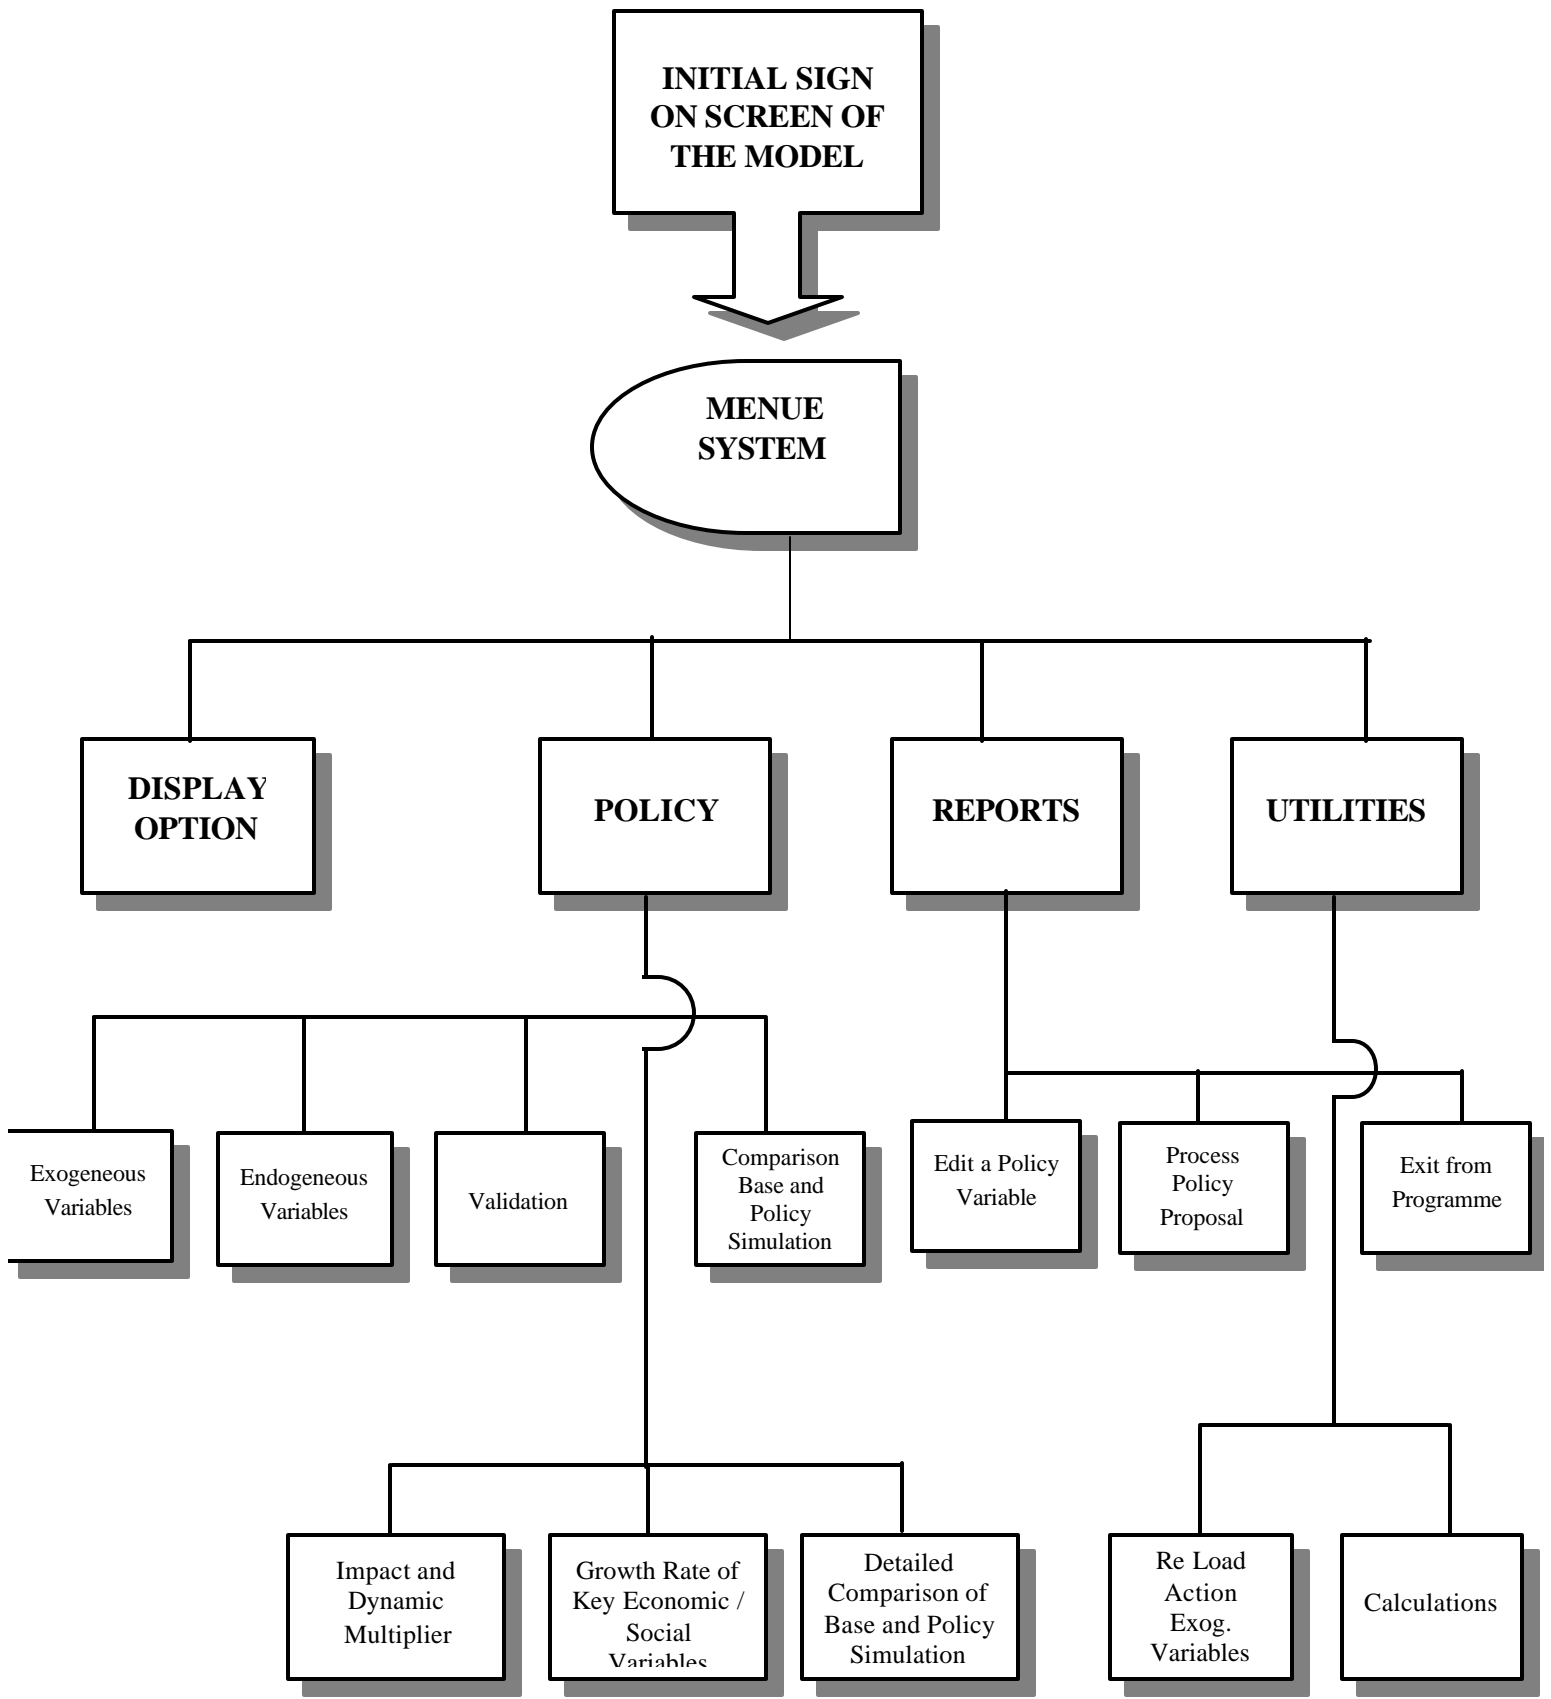 INITIAL SIGN
ON SCREEN OF
THE MODEL
MENUE
SYSTEM
DISPLAY
OPTION
POLICY
REPORTS
UTILITIES
Exogeneous
Variables
Endogeneous
Variables
Validation
Comparison
Base and
Policy
Simulation
Edit a Policy
Variable
Process
Policy
Proposal
Exit from
Programme
Impact and
Dynamic
Multiplier
Growth Rate of
Key Economic /
Social
Variables
Detailed
Comparison of
Base and Policy
Simulation
Re Load
Action
Exog.
Variables
Calculations